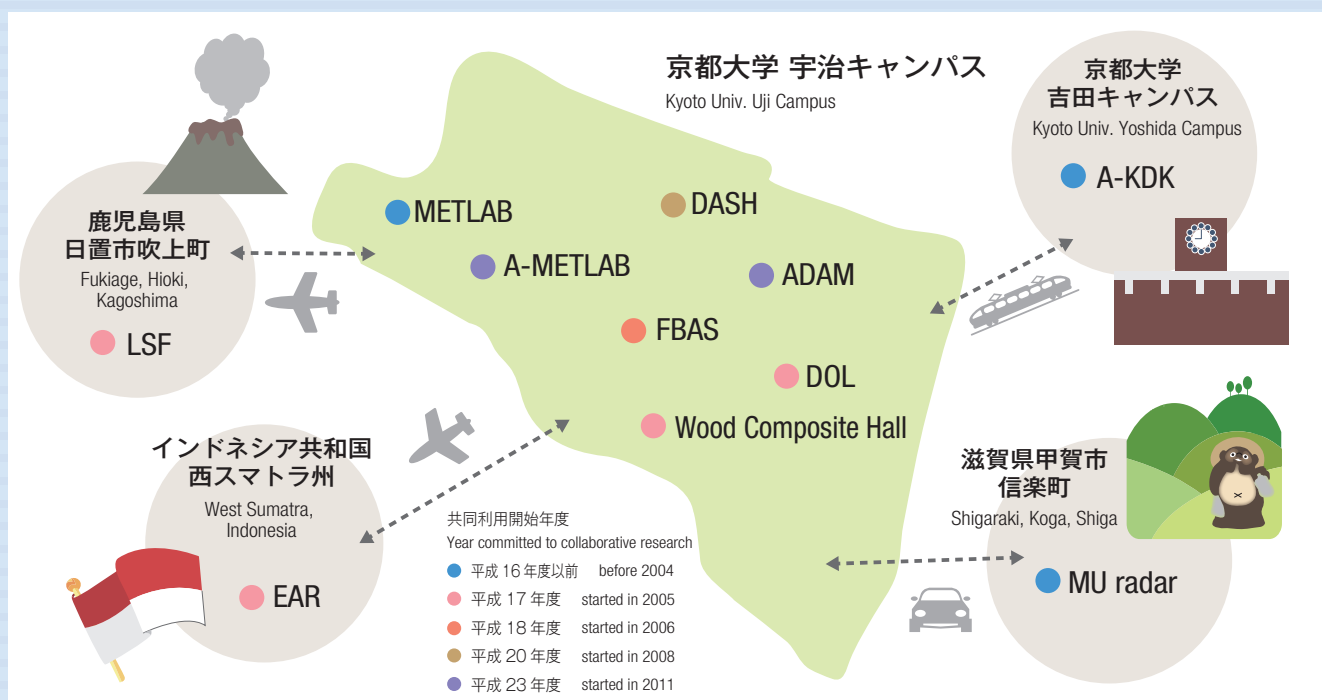 京都大学 宇治キャンパス
Kyoto Univ. Uji Campus
京都大学
吉田キャンパス
Kyoto Univ. Yoshida Campus
A-KDK
鹿児島県
日置市吹上町
Fukiage, Hioki,
Kagoshima
LSF
METLAB
DASH
A-METLAB
ADAM
FBAS
DOL
Wood Composite Hall
インドネシア共和国
西スマトラ州
West Sumatra,
Indonesia
EAR
滋賀県甲賀市
信楽町
Shigaraki, Koga, Shiga
MU radar
共同利用開始年度
Year committed to collaborative research
平成 16 年度以前 before 2004
平成 17 年度 started in 2005
平成 18 年度 started in 2006
平成 20 年度 started in 2008
平成 23 年度 started in 2011